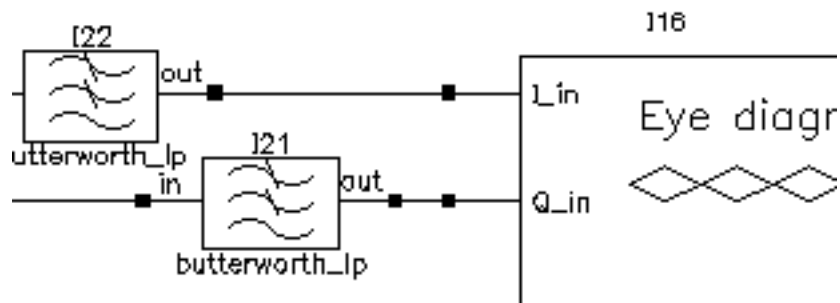 I22
I16
out
I_in
Eye diagr
utterworth_lp
I21
in
out
Q_in
butterworth_lp